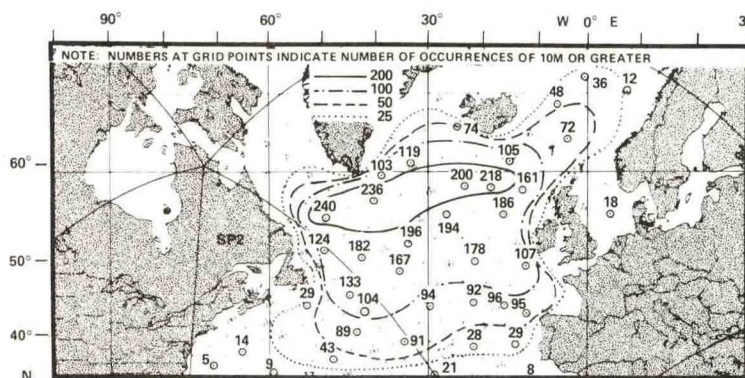 90° 60° 30° W 0° E 3
NOTE: NUMBERS AT GRID POINTS INDICATE NUMBER OF OCCURRENCES OF 10M OR GREATER
200
100
50
25
36 12
48
74 72
105
119
60° 103
200 218 161
236
240 186
194
SP2 196
124 182 178
50° 167 107
133
29 104 94 92 96 95
40° 89
14 91 28 29
43
5 9 21 8
N
18